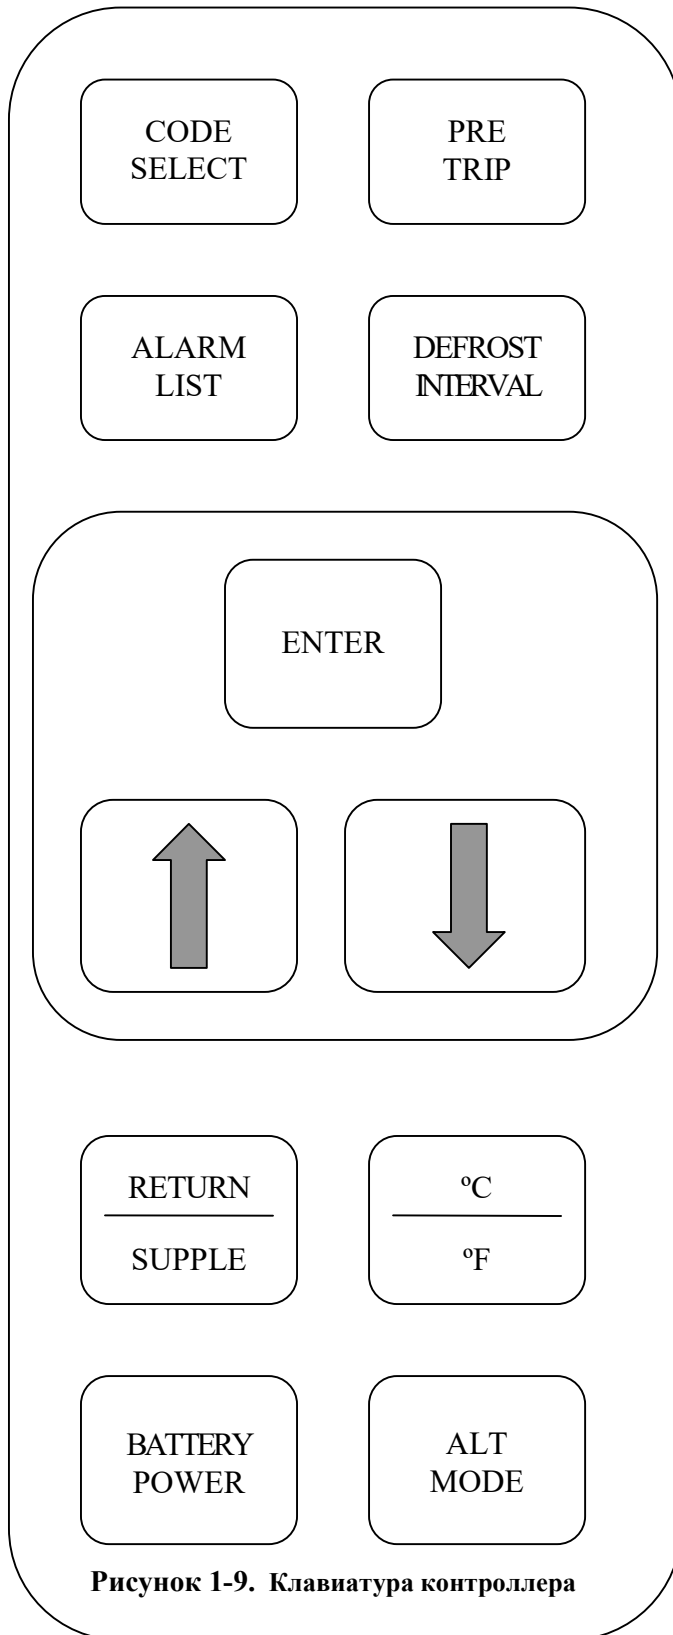 CODE
SELECT
PRE
TRIP
ALARM
LIST
DEFROST
INTERVAL
ENTER
RETURN
SUPPLE
ºC
ºF
BATTERY
POWER
ALT
MODE
Рисунок 1-9. Клавиатура контроллера